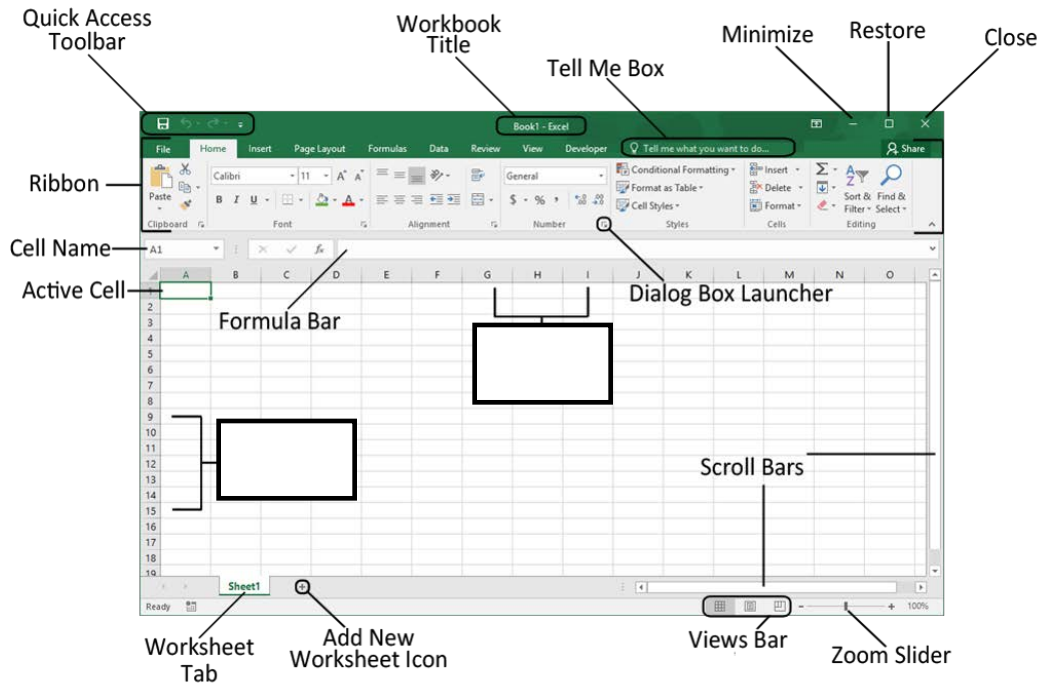 Quick Access
Toolbar
Workbook
Title
Tell Me Box
Minimize
Restore
Close
Book1 - Excel
File Home Insert Page Layout Formulas Data Review View Developer Tell me what you want to do... Share
Ribbon
Paste
Calibri 11
B I U A
General
$ % ,
Conditional Formatting
Format as Table
Cell Styles
Insert
Delete
Format
Sort &
Filter
Find &
Select
Clipboard Font Alignment Number Styles Cells Editing
Cell Name
A1
fx
A B C D E F G H I J K L M N O
Active Cell
Formula Bar
Dialog Box Launcher
1
2
3
4
5
6
7
8
9
10
11
12
13
14
15
16
17
18
19
Scroll Bars
Sheet1
Ready
100%
Worksheet
Tab
Add New
Worksheet Icon
Views Bar
Zoom Slider